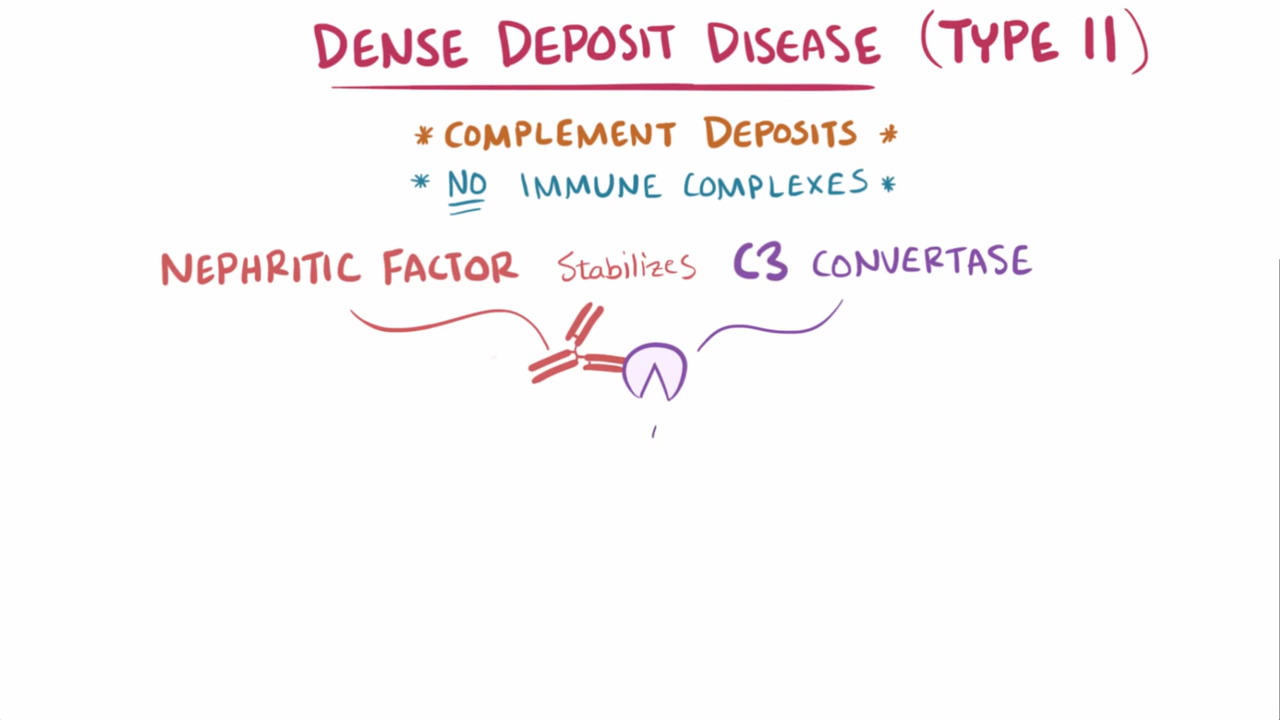 DENSE DEPOSIT DISEASE (TYPE II)
* COMPLEMENT DEPOSITS *
* NO IMMUNE COMPLEXES *
NEPHRITIC FACTOR Stabilizes C3 CONVERTASE